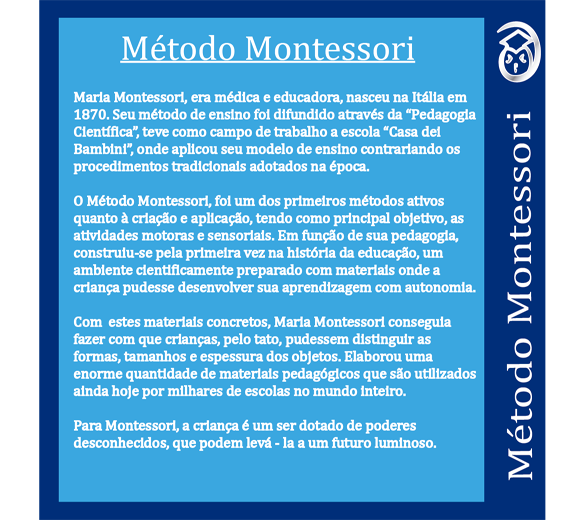 Método Montessori
Maria Montessori, era médica e educadora, nasceu na Itália em
1870. Seu método de ensino foi difundido através da “Pedagogia
Científica”, teve como campo de trabalho a escola “Casa dei
Bambini”, onde aplicou seu modelo de ensino contrariando os
procedimentos tradicionais adotados na época.
O Método Montessori, foi um dos primeiros métodos ativos
quanto à criação e aplicação, tendo como principal objetivo, as
atividades motoras e sensoriais. Em função de sua pedagogia,
construiu-se pela primeira vez na história da educação, um
ambiente cientificamente preparado com materiais onde a
criança pudesse desenvolver sua aprendizagem com autonomia.
Com  estes materiais concretos, Maria Montessori conseguia
fazer com que crianças, pelo tato, pudessem distinguir as
formas, tamanhos e espessura dos objetos. Elaborou uma
enorme quantidade de materiais pedagógicos que são utilizados
ainda hoje por milhares de escolas no mundo inteiro.
Para Montessori, a criança é um ser dotado de poderes
desconhecidos, que podem levá - la a um futuro luminoso.
Método Montessori